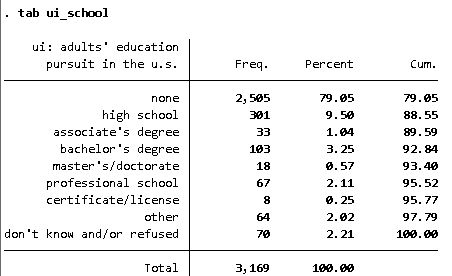 . tab ui_school
ui: adults' education
pursuit in the u.s. Freq. Percent Cum.
none 2,505 79.05 79.05
high school 301 9.50 88.55
associate's degree 33 1.04 89.59
bachelor's degree 103 3.25 92.84
master's/doctorate 18 0.57 93.40
professional school 67 2.11 95.52
certificate/license 8 0.25 95.77
other 64 2.02 97.79
don't know and/or refused 70 2.21 100.00
Total 3,169 100.00